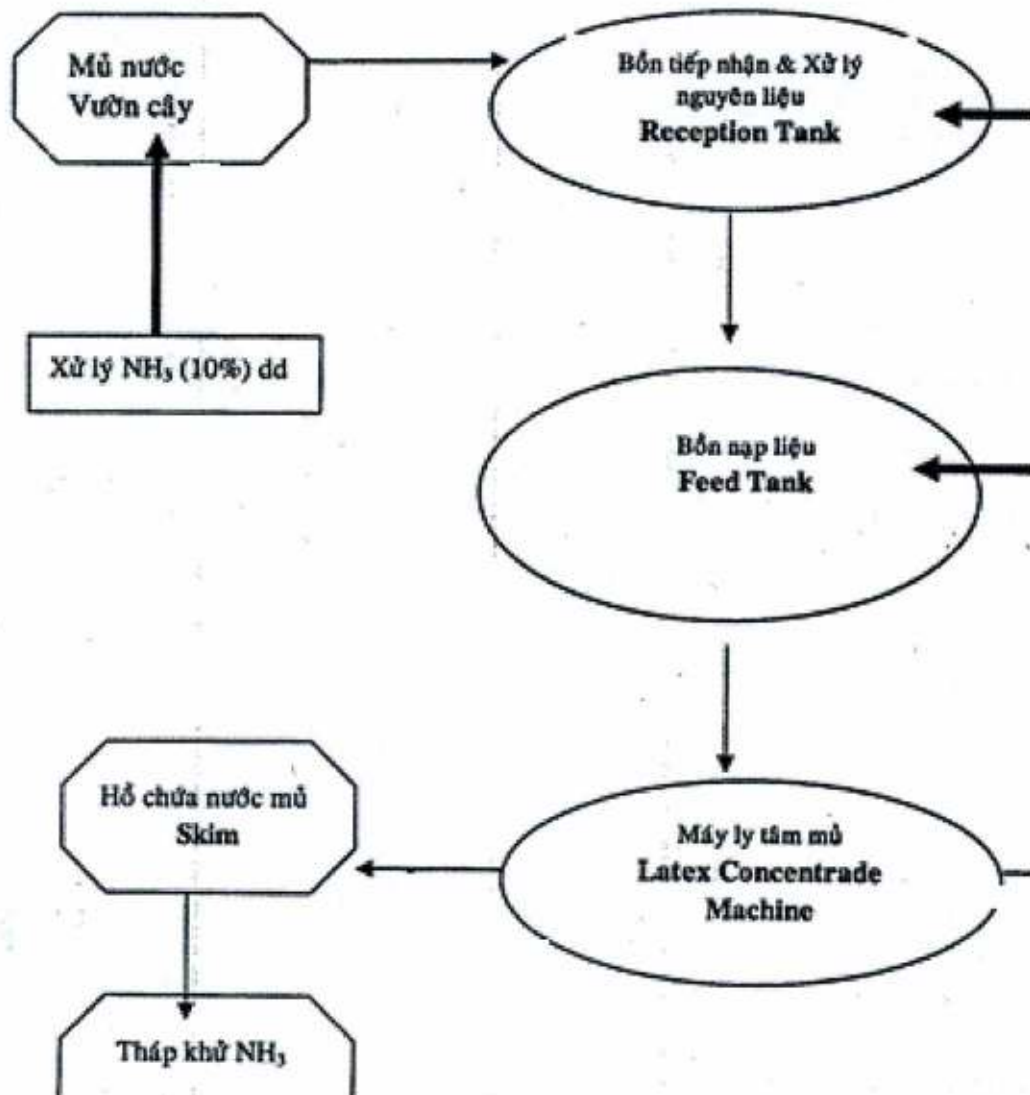 Mủ nước
Vườn cây
Bồn tiếp nhận & Xử lý
nguyên liệu
Reception Tank
Xử lý NH₃ (10%) dd
Bồn nạp liệu
Feed Tank
Hồ chứa nước mủ
Skim
Máy ly tâm mủ
Latex Concentrade
Machine
Tháp khử NH₃